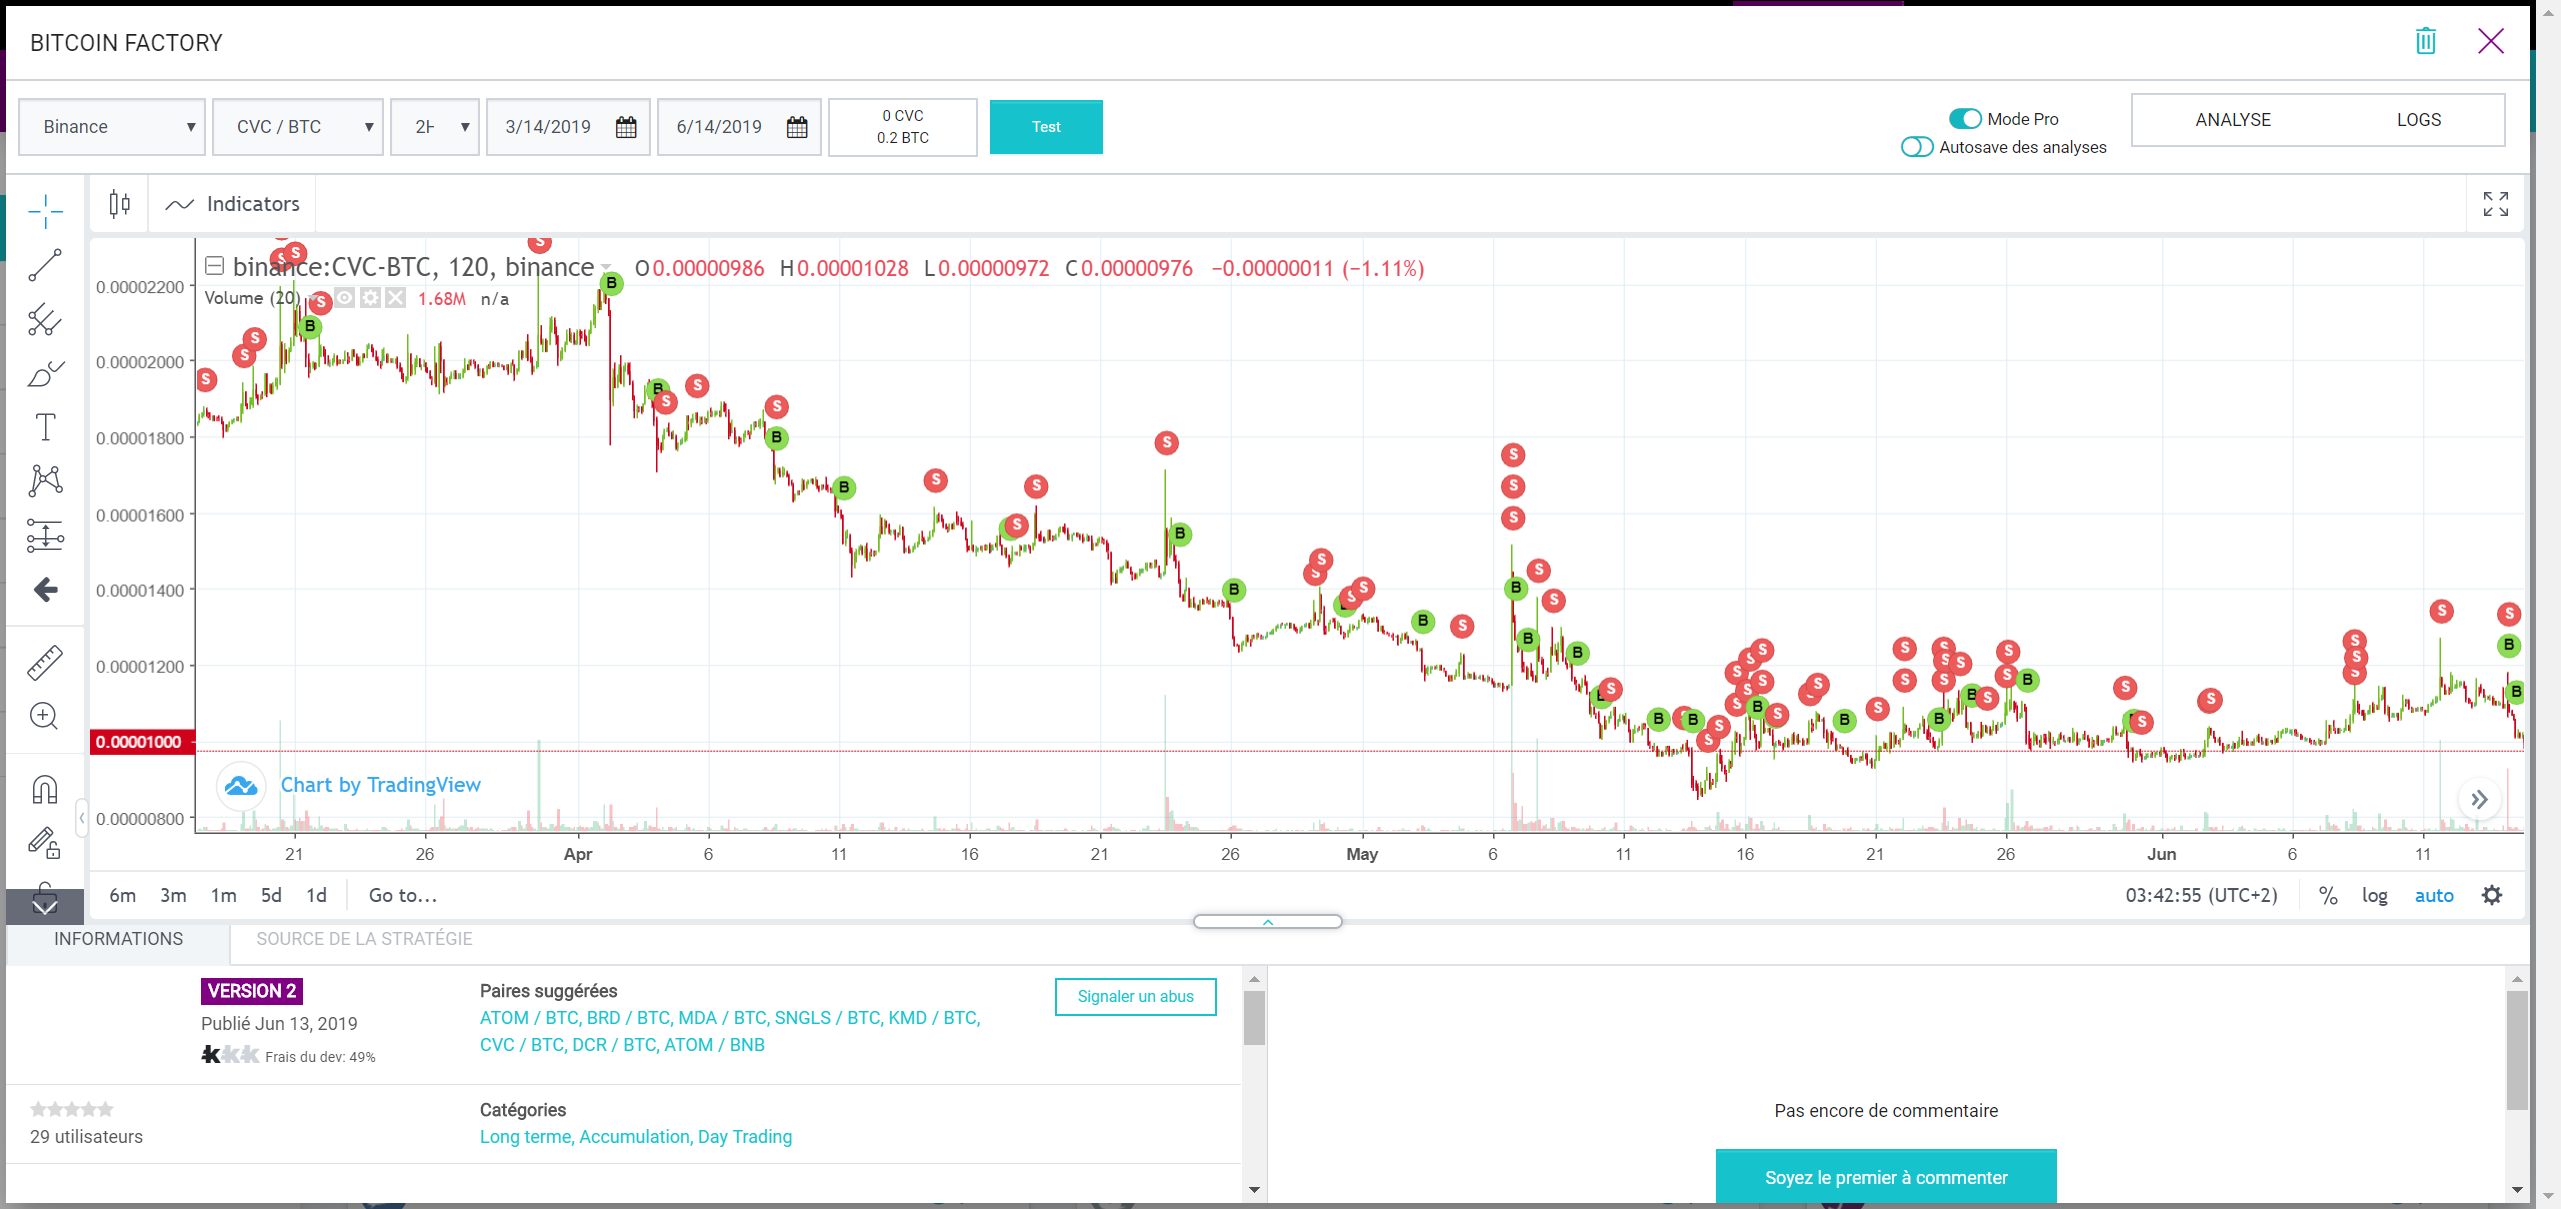 BITCOIN FACTORY
Binance
CVC / BTC
3/14/2019
6/14/2019
0 CVC
0.2 BTC
Test
Mode Pro
Autosave des analyses
ANALYSE
LOGS
Indicators
binance:CVC-BTC, 120, binance
O0.00000986 H0.00001028 L0.00000972 C0.00000976 −0.00000011 (−1.11%)
Volume (20) 1.68M n/a
0.00002200
0.00002000
0.00001800
0.00001600
0.00001400
0.00001200
0.00001000
0.00000800
Chart by TradingView
21 26 Apr 6 11 16 21 26 May 6 11 16 21 26 Jun 6 11
6m 3m 1m 5d 1d Go to...
03:42:55 (UTC+2) % log auto
INFORMATIONS
SOURCE DE LA STRATÉGIE
VERSION 2
Publié Jun 13, 2019
Frais du dev: 49%
Paires suggérées
ATOM / BTC, BRD / BTC, MDA / BTC, SNGLS / BTC, KMD / BTC,
CVC / BTC, DCR / BTC, ATOM / BNB
Signaler un abus
29 utilisateurs
Catégories
Long terme, Accumulation, Day Trading
Pas encore de commentaire
Soyez le premier à commenter